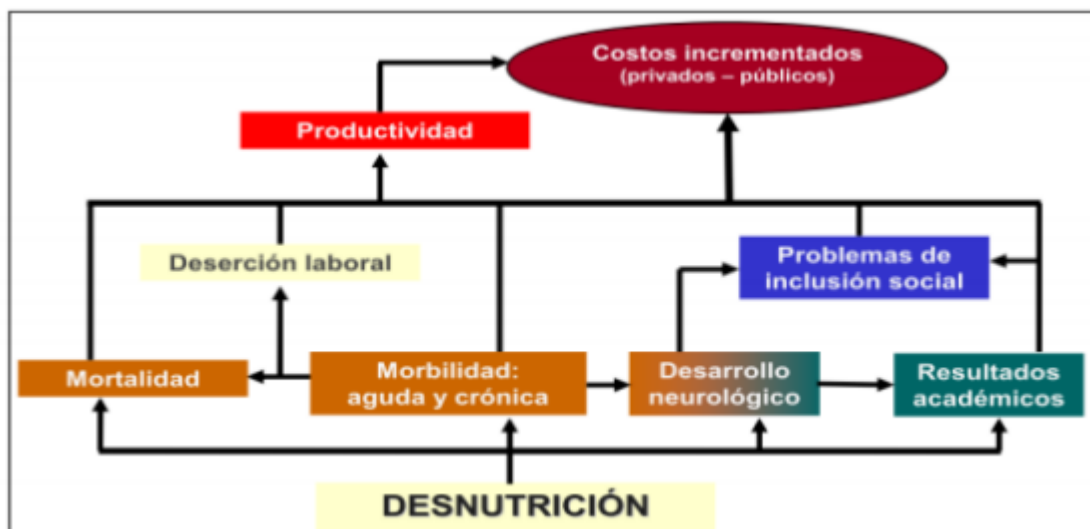 Costos incrementados
(privados – públicos)
Productividad
Deserción laboral
Problemas de
inclusión social
Mortalidad
Morbilidad:
aguda y crónica
Desarrollo
neurológico
Resultados
académicos
DESNUTRICIÓN